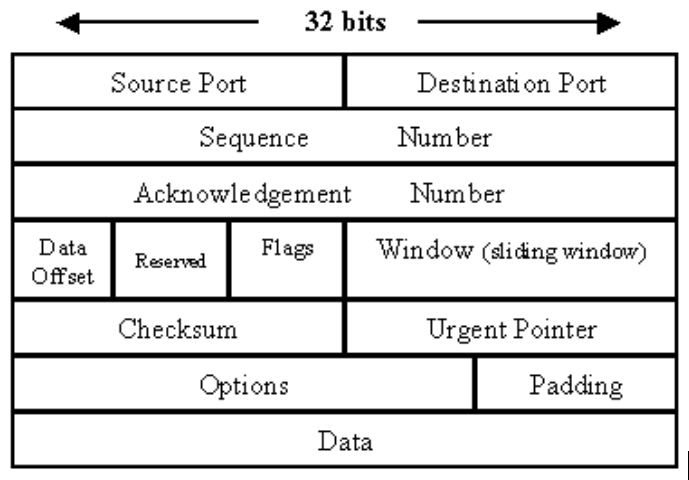 32 bits
Source Port Destination Port
Sequence Number
Acknowledgement Number
Data Offset Reserved Flags Window (sliding window)
Checksum Urgent Pointer
Options Padding
Data